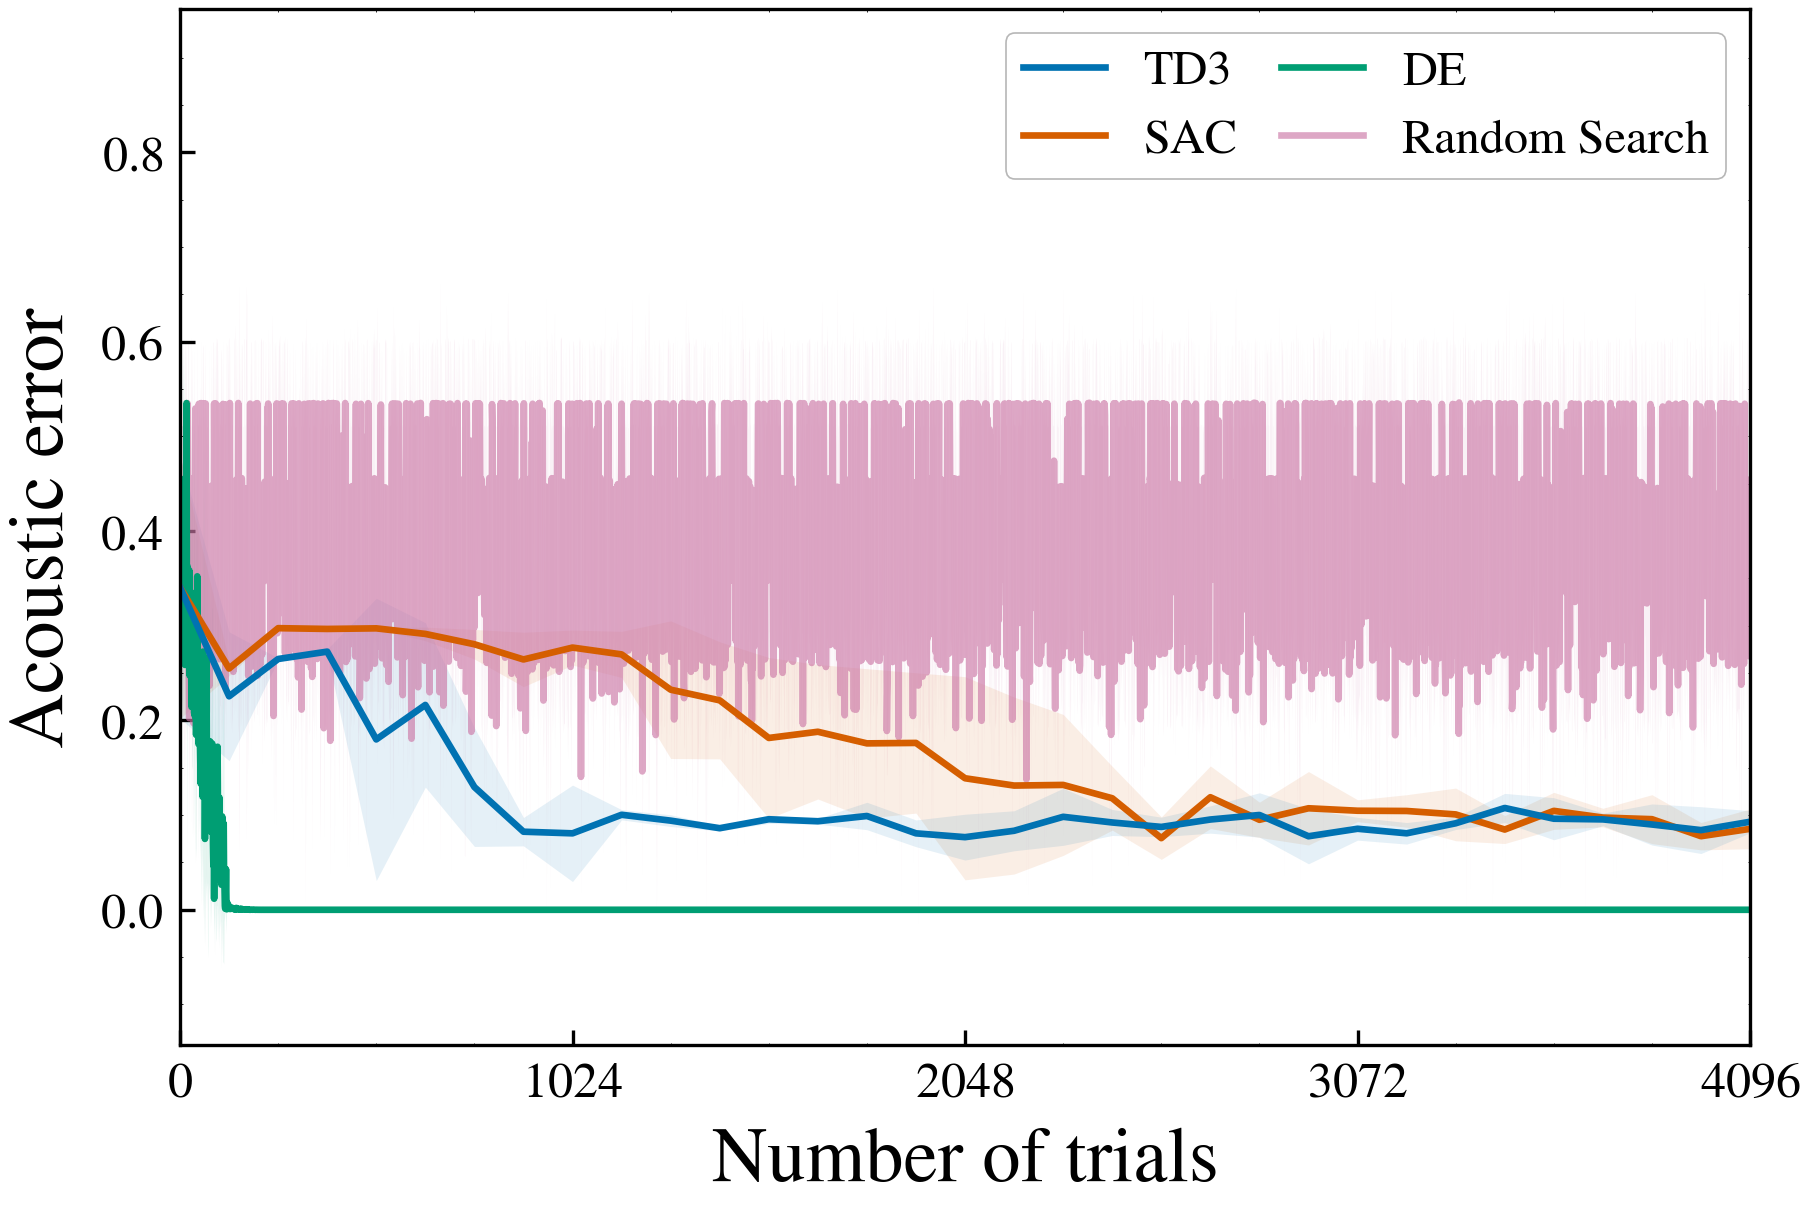 TD3
DE
SAC
Random Search
Acoustic error
0.8
0.6
0.4
0.2
0.0
0
1024
2048
3072
4096
Number of trials